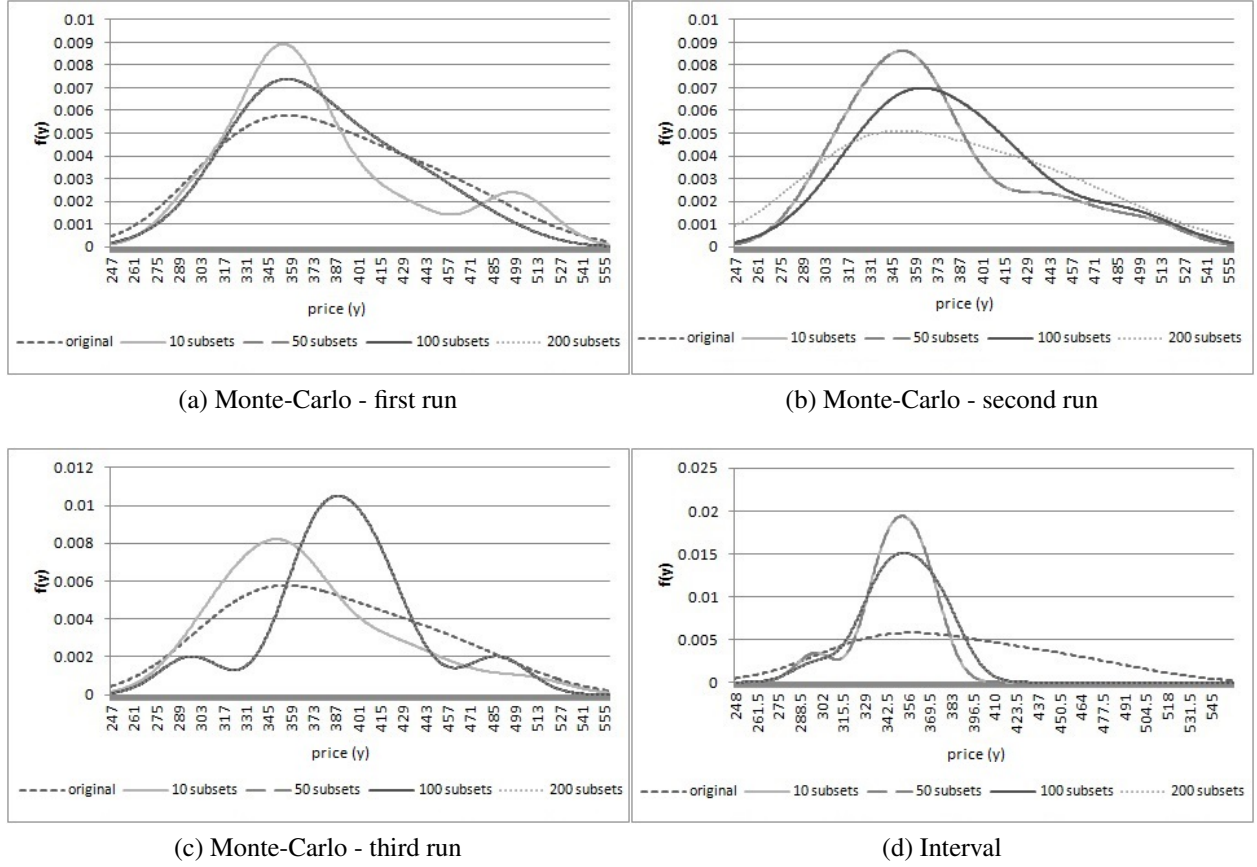 0.01
0.009
0.008
0.007
0.006
0.005
0.004
0.003
0.002
0.001
0
f(y)
247 261 275 289 303 317 331 345 359 373 387 401 415 429 443 457 471 485 499 513 527 541 555
price (y)
original 10 subsets 50 subsets 100 subsets 200 subsets
(a) Monte-Carlo - first run
0.01
0.009
0.008
0.007
0.006
0.005
0.004
0.003
0.002
0.001
0
f(y)
247 261 275 289 303 317 331 345 359 373 387 401 415 429 443 457 471 485 499 513 527 541 555
price (y)
original 10 subsets 50 subsets 100 subsets 200 subsets
(b) Monte-Carlo - second run
0.012
0.01
0.008
0.006
0.004
0.002
0
f(y)
247 261 275 289 303 317 331 345 359 373 387 401 415 429 443 457 471 485 499 513 527 541 555
price (y)
original 10 subsets 50 subsets 100 subsets 200 subsets
(c) Monte-Carlo - third run
0.025
0.02
0.015
0.01
0.005
0
f(y)
248 261.5 275 288.5 302 315.5 329 342.5 356 369.5 383 396.5 410 423.5 437 450.5 464 477.5 491 504.5 518 531.5 545
price (y)
original 10 subsets 50 subsets 100 subsets 200 subsets
(d) Interval